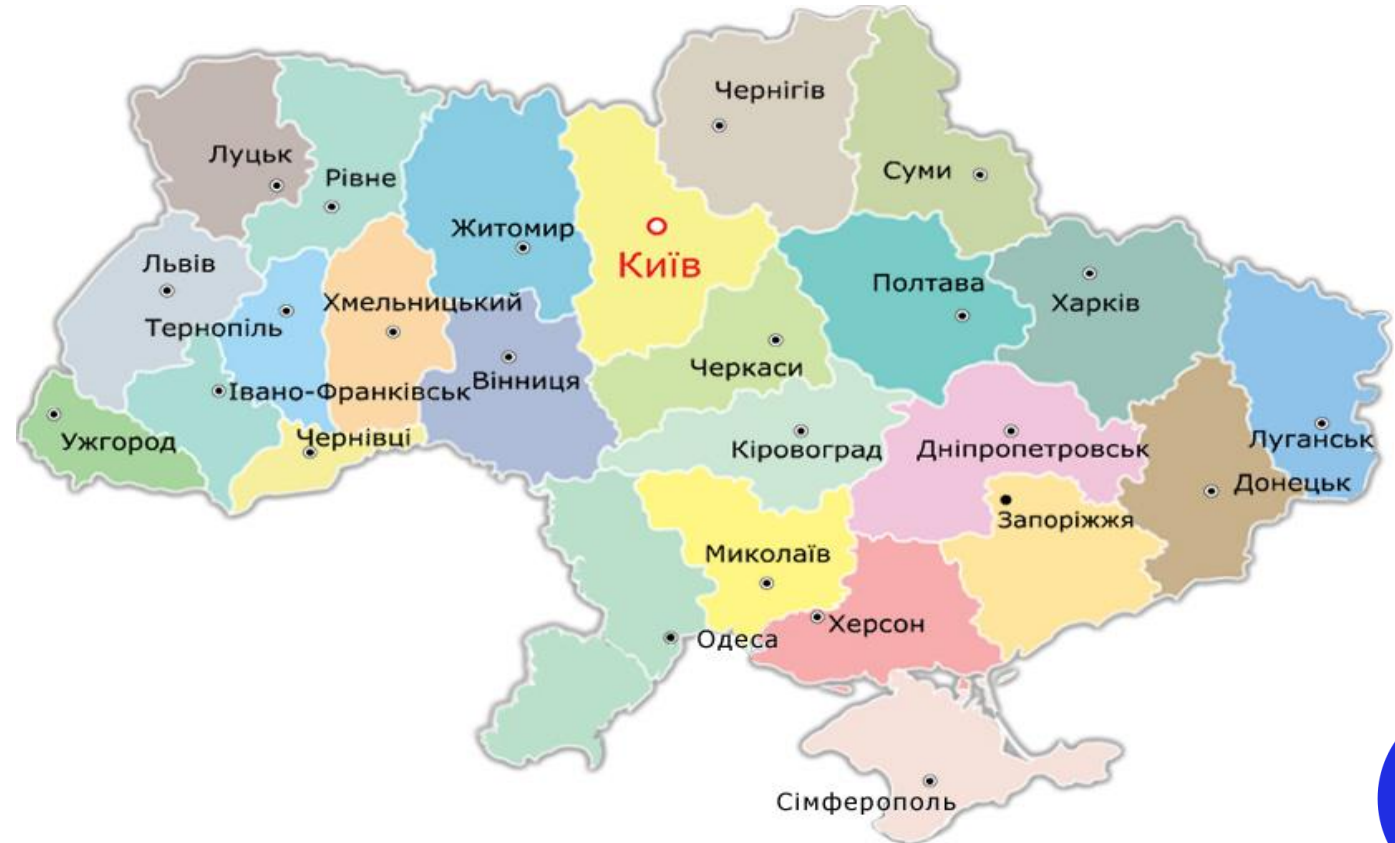 Чернігів
Луцьк
Суми
Рівне
Житомир
Київ
Львів
Полтава
Харків
Хмельницький
Тернопіль
Черкаси
Вінниця
Івано-Франківськ
Чернівці
Ужгород
Кіровоград
Дніпропетровськ
Луганськ
Донецьк
Запоріжжя
Миколаїв
Херсон
Одеса
Сімферополь